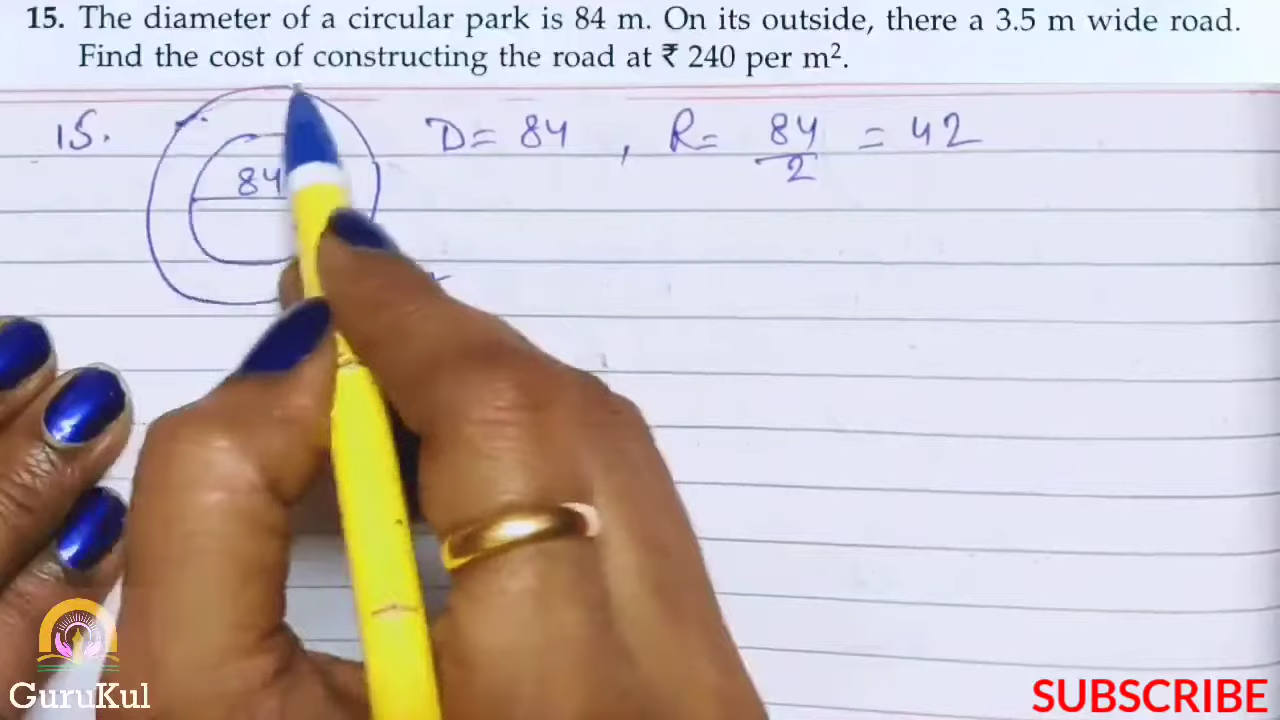 15. The diameter of a circular park is 84 m. On its outside, there a 3.5 m wide road.
Find the cost of constructing the road at ₹ 240 per m².
15.
84
D= 84 , R= 84/2 = 42
GuruKul
SUBSCRIBE